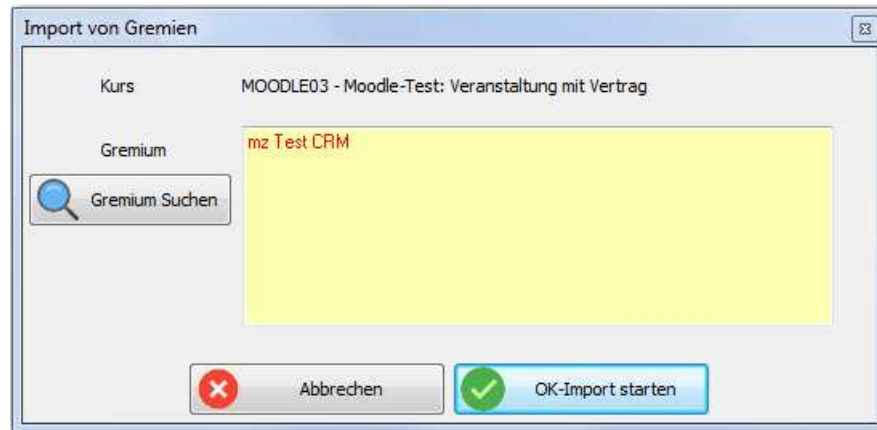 Import von Gremien
Kurs MOODLE03 - Moodle-Test: Veranstaltung mit Vertrag
Gremium mz Test CRM
Gremium Suchen
Abbrechen OK-Import starten